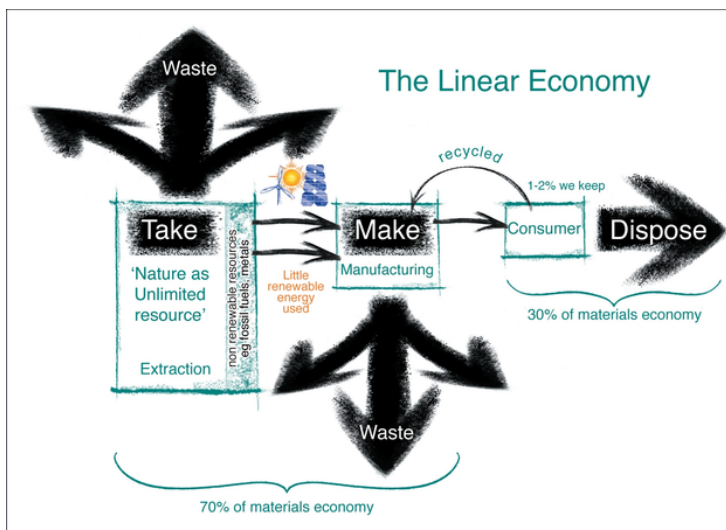 Waste
The Linear Economy
recycled
1-2% we keep
Take
Make
Consumer
Dispose
'Nature as
Unlimited
resource'
Extraction
non renewable resources
eg fossil fuels, metals
Little
renewable
energy
used
Manufacturing
30% of materials economy
Waste
70% of materials economy